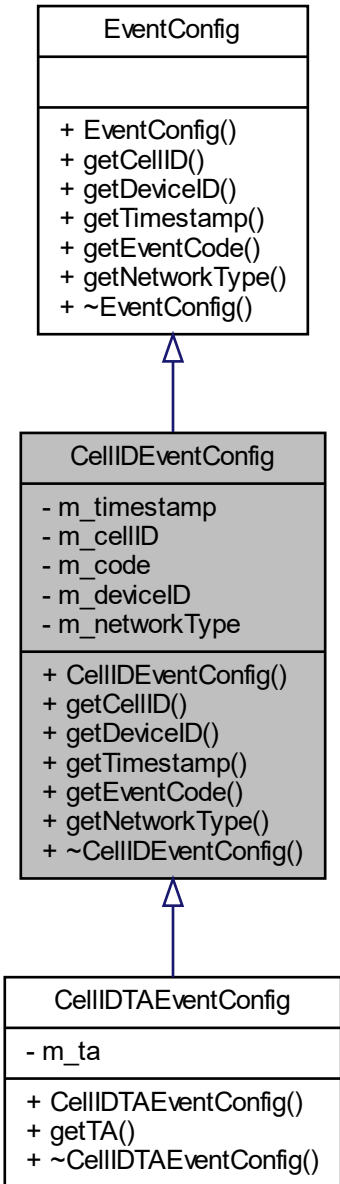 EventConfig
+ EventConfig()
+ getCellID()
+ getDeviceID()
+ getTimestamp()
+ getEventCode()
+ getNetworkType()
+ ~EventConfig()
CellIDEventConfig
- m_timestamp
- m_cellID
- m_code
- m_deviceID
- m_networkType
+ CellIDEventConfig()
+ getCellID()
+ getDeviceID()
+ getTimestamp()
+ getEventCode()
+ getNetworkType()
+ ~CellIDEventConfig()
CellIDTAEventConfig
- m_ta
+ CellIDTAEventConfig()
+ getTA()
+ ~CellIDTAEventConfig()